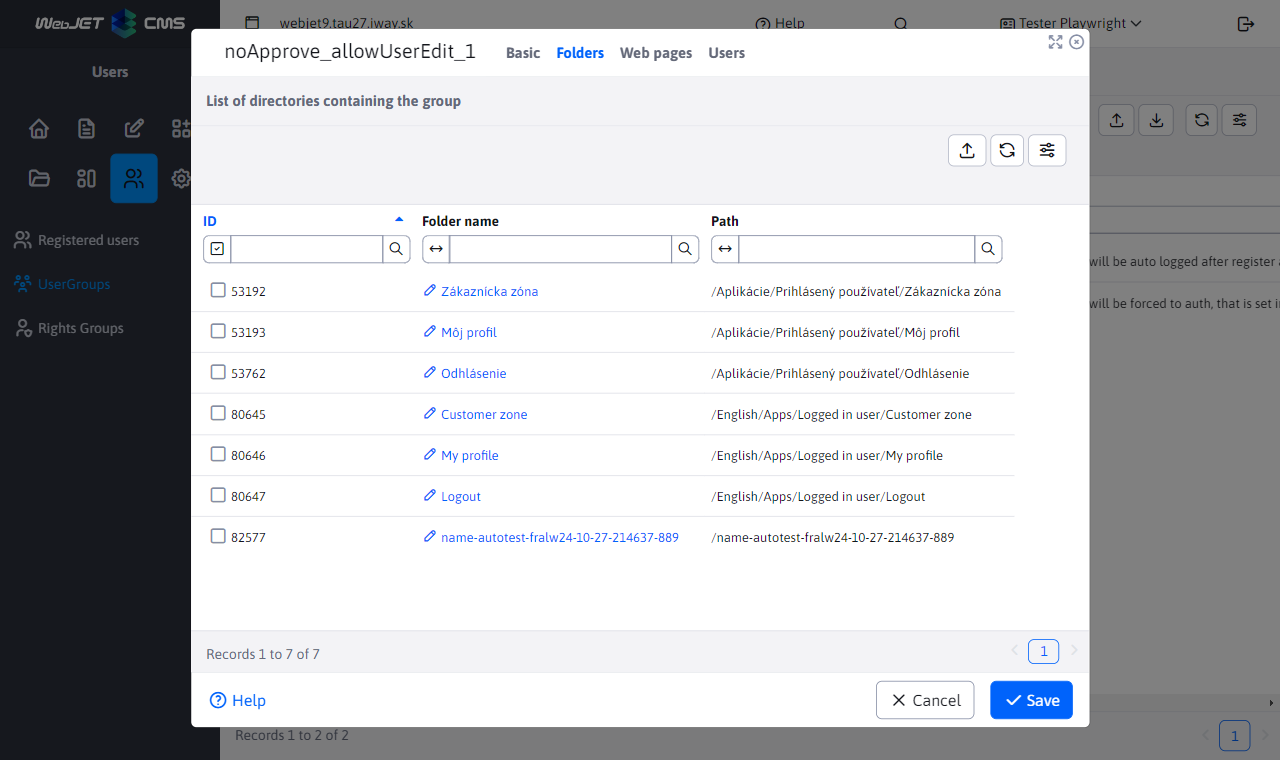 WebJET CMS
webjet9.tau27.iway.sk
Help
Tester Playwright
Users
Registered users
UserGroups
Rights Groups
noApprove_allowUserEdit_1
Basic
Folders
Web pages
Users
List of directories containing the group
ID
Folder name
Path
53192
Zákaznícka zóna
/Aplikácie/Prihlásený používateľ/Zákaznícka zóna
53193
Môj profil
/Aplikácie/Prihlásený používateľ/Môj profil
53762
Odhlásenie
/Aplikácie/Prihlásený používateľ/Odhlásenie
80645
Customer zone
/English/Apps/Logged in user/Customer zone
80646
My profile
/English/Apps/Logged in user/My profile
80647
Logout
/English/Apps/Logged in user/Logout
82577
name-autotest-fralw24-10-27-214637-889
/name-autotest-fralw24-10-27-214637-889
Records 1 to 7 of 7
1
Help
Cancel
Save
will be auto logged after register
will be forced to auth, that is set
Records 1 to 2 of 2
1